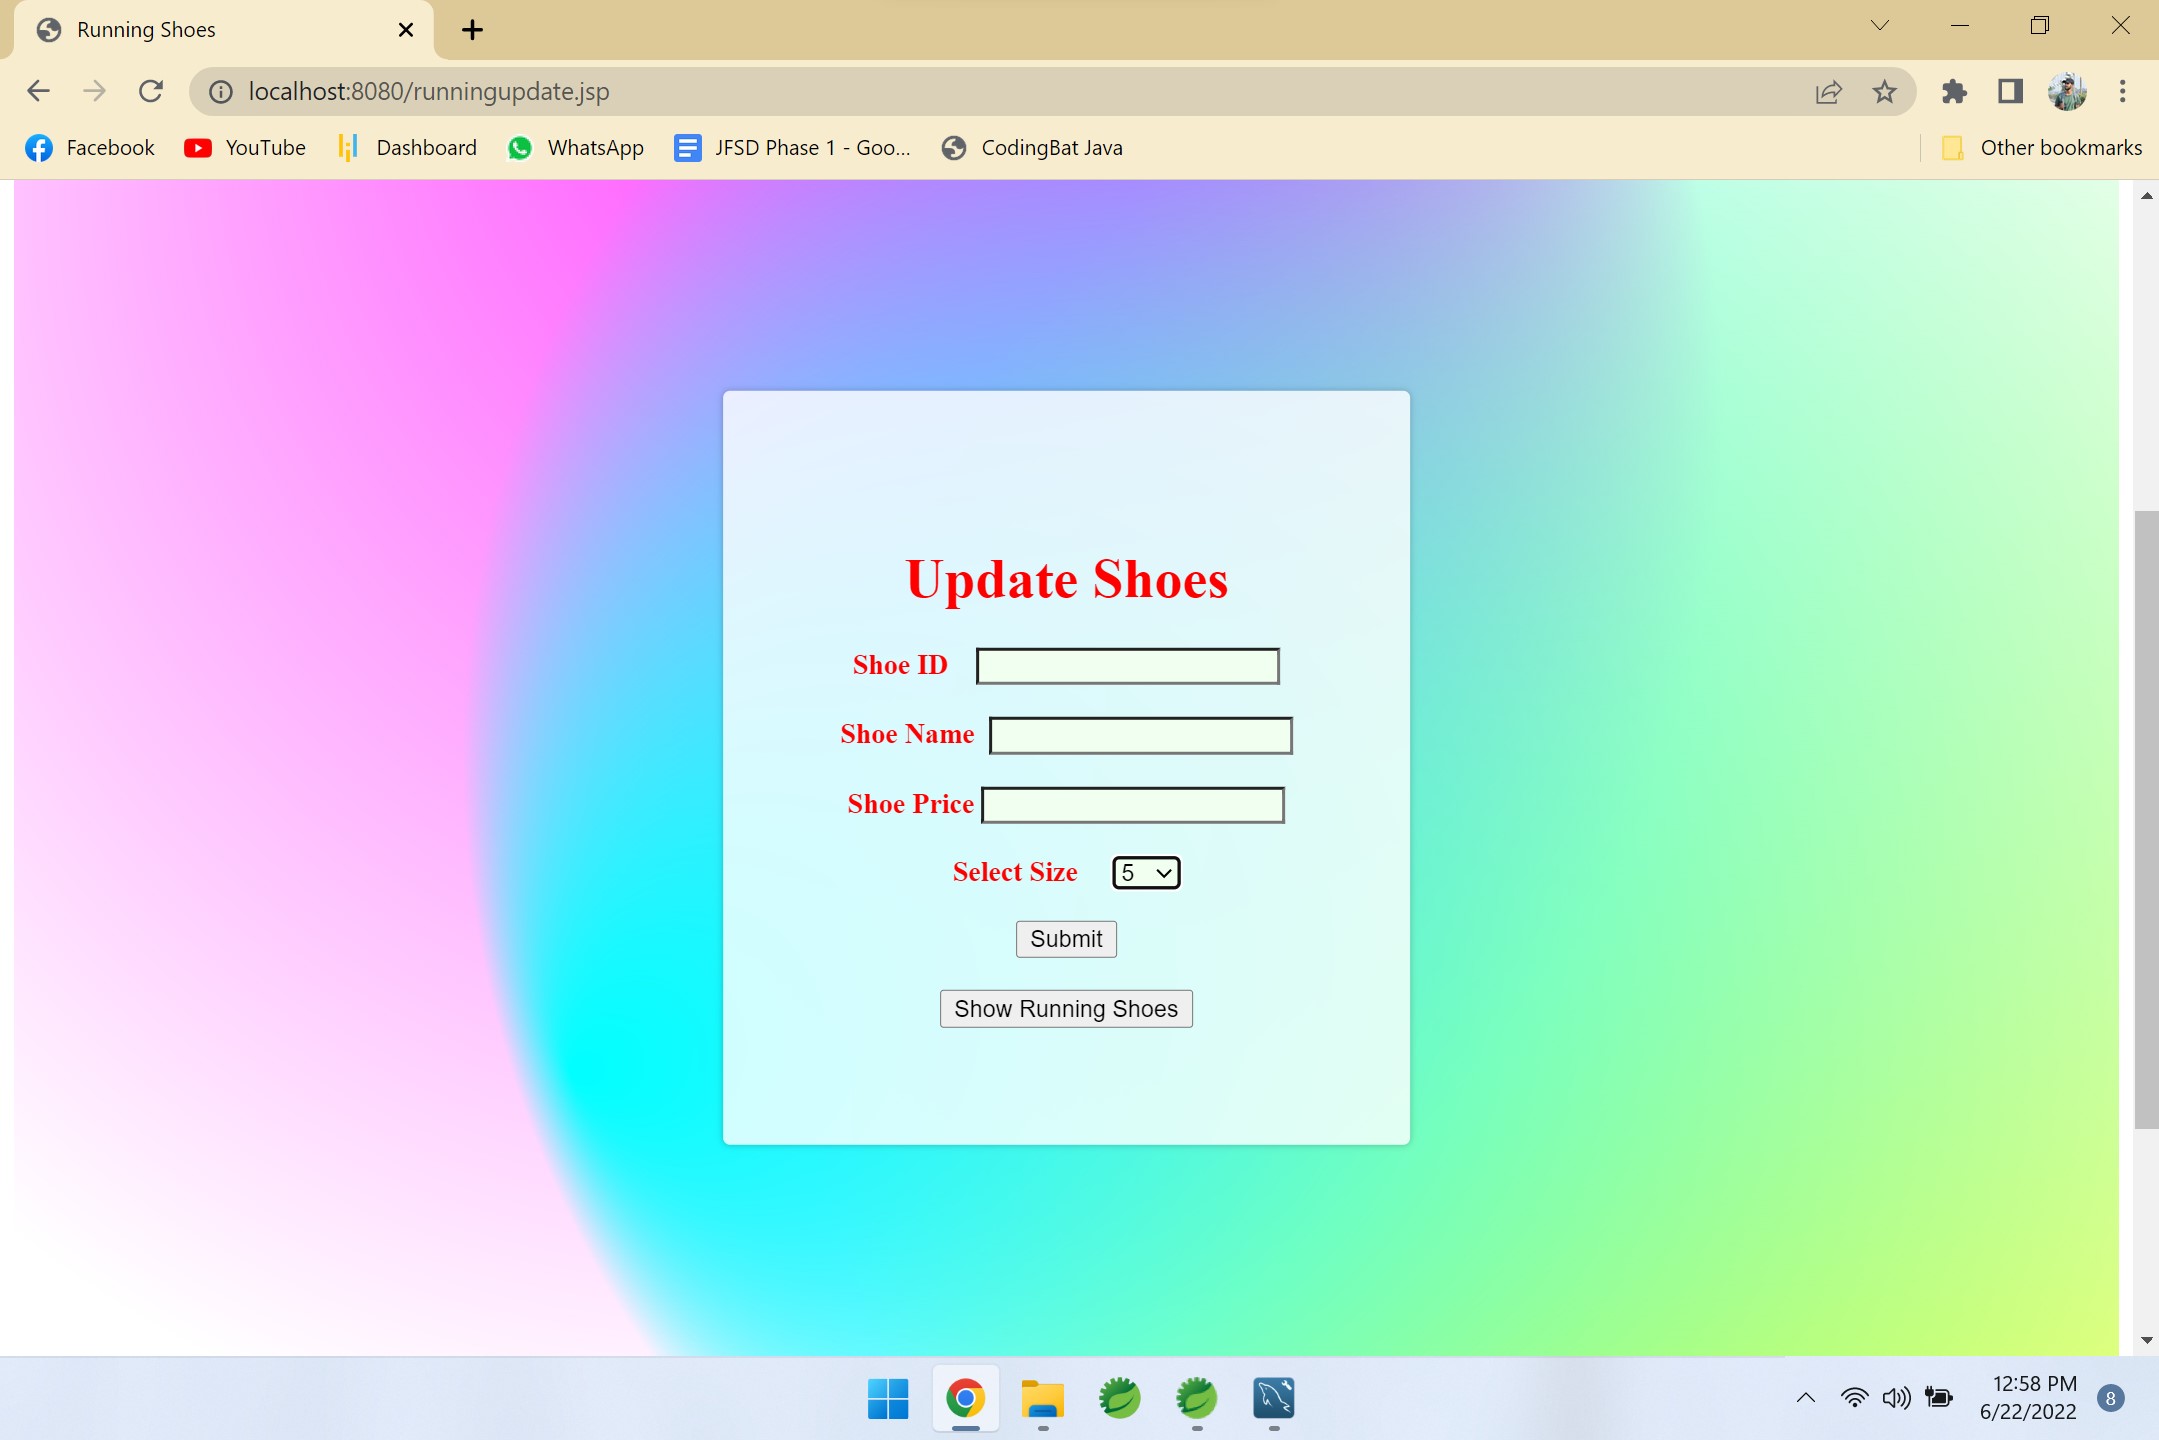 Running Shoes
localhost:8080/runningupdate.jsp
Facebook YouTube Dashboard WhatsApp JFSD Phase 1 - Goo... CodingBat Java Other bookmarks
Update Shoes
Shoe ID
Shoe Name
Shoe Price
Select Size 5
Submit
Show Running Shoes
12:58 PM
6/22/2022
8